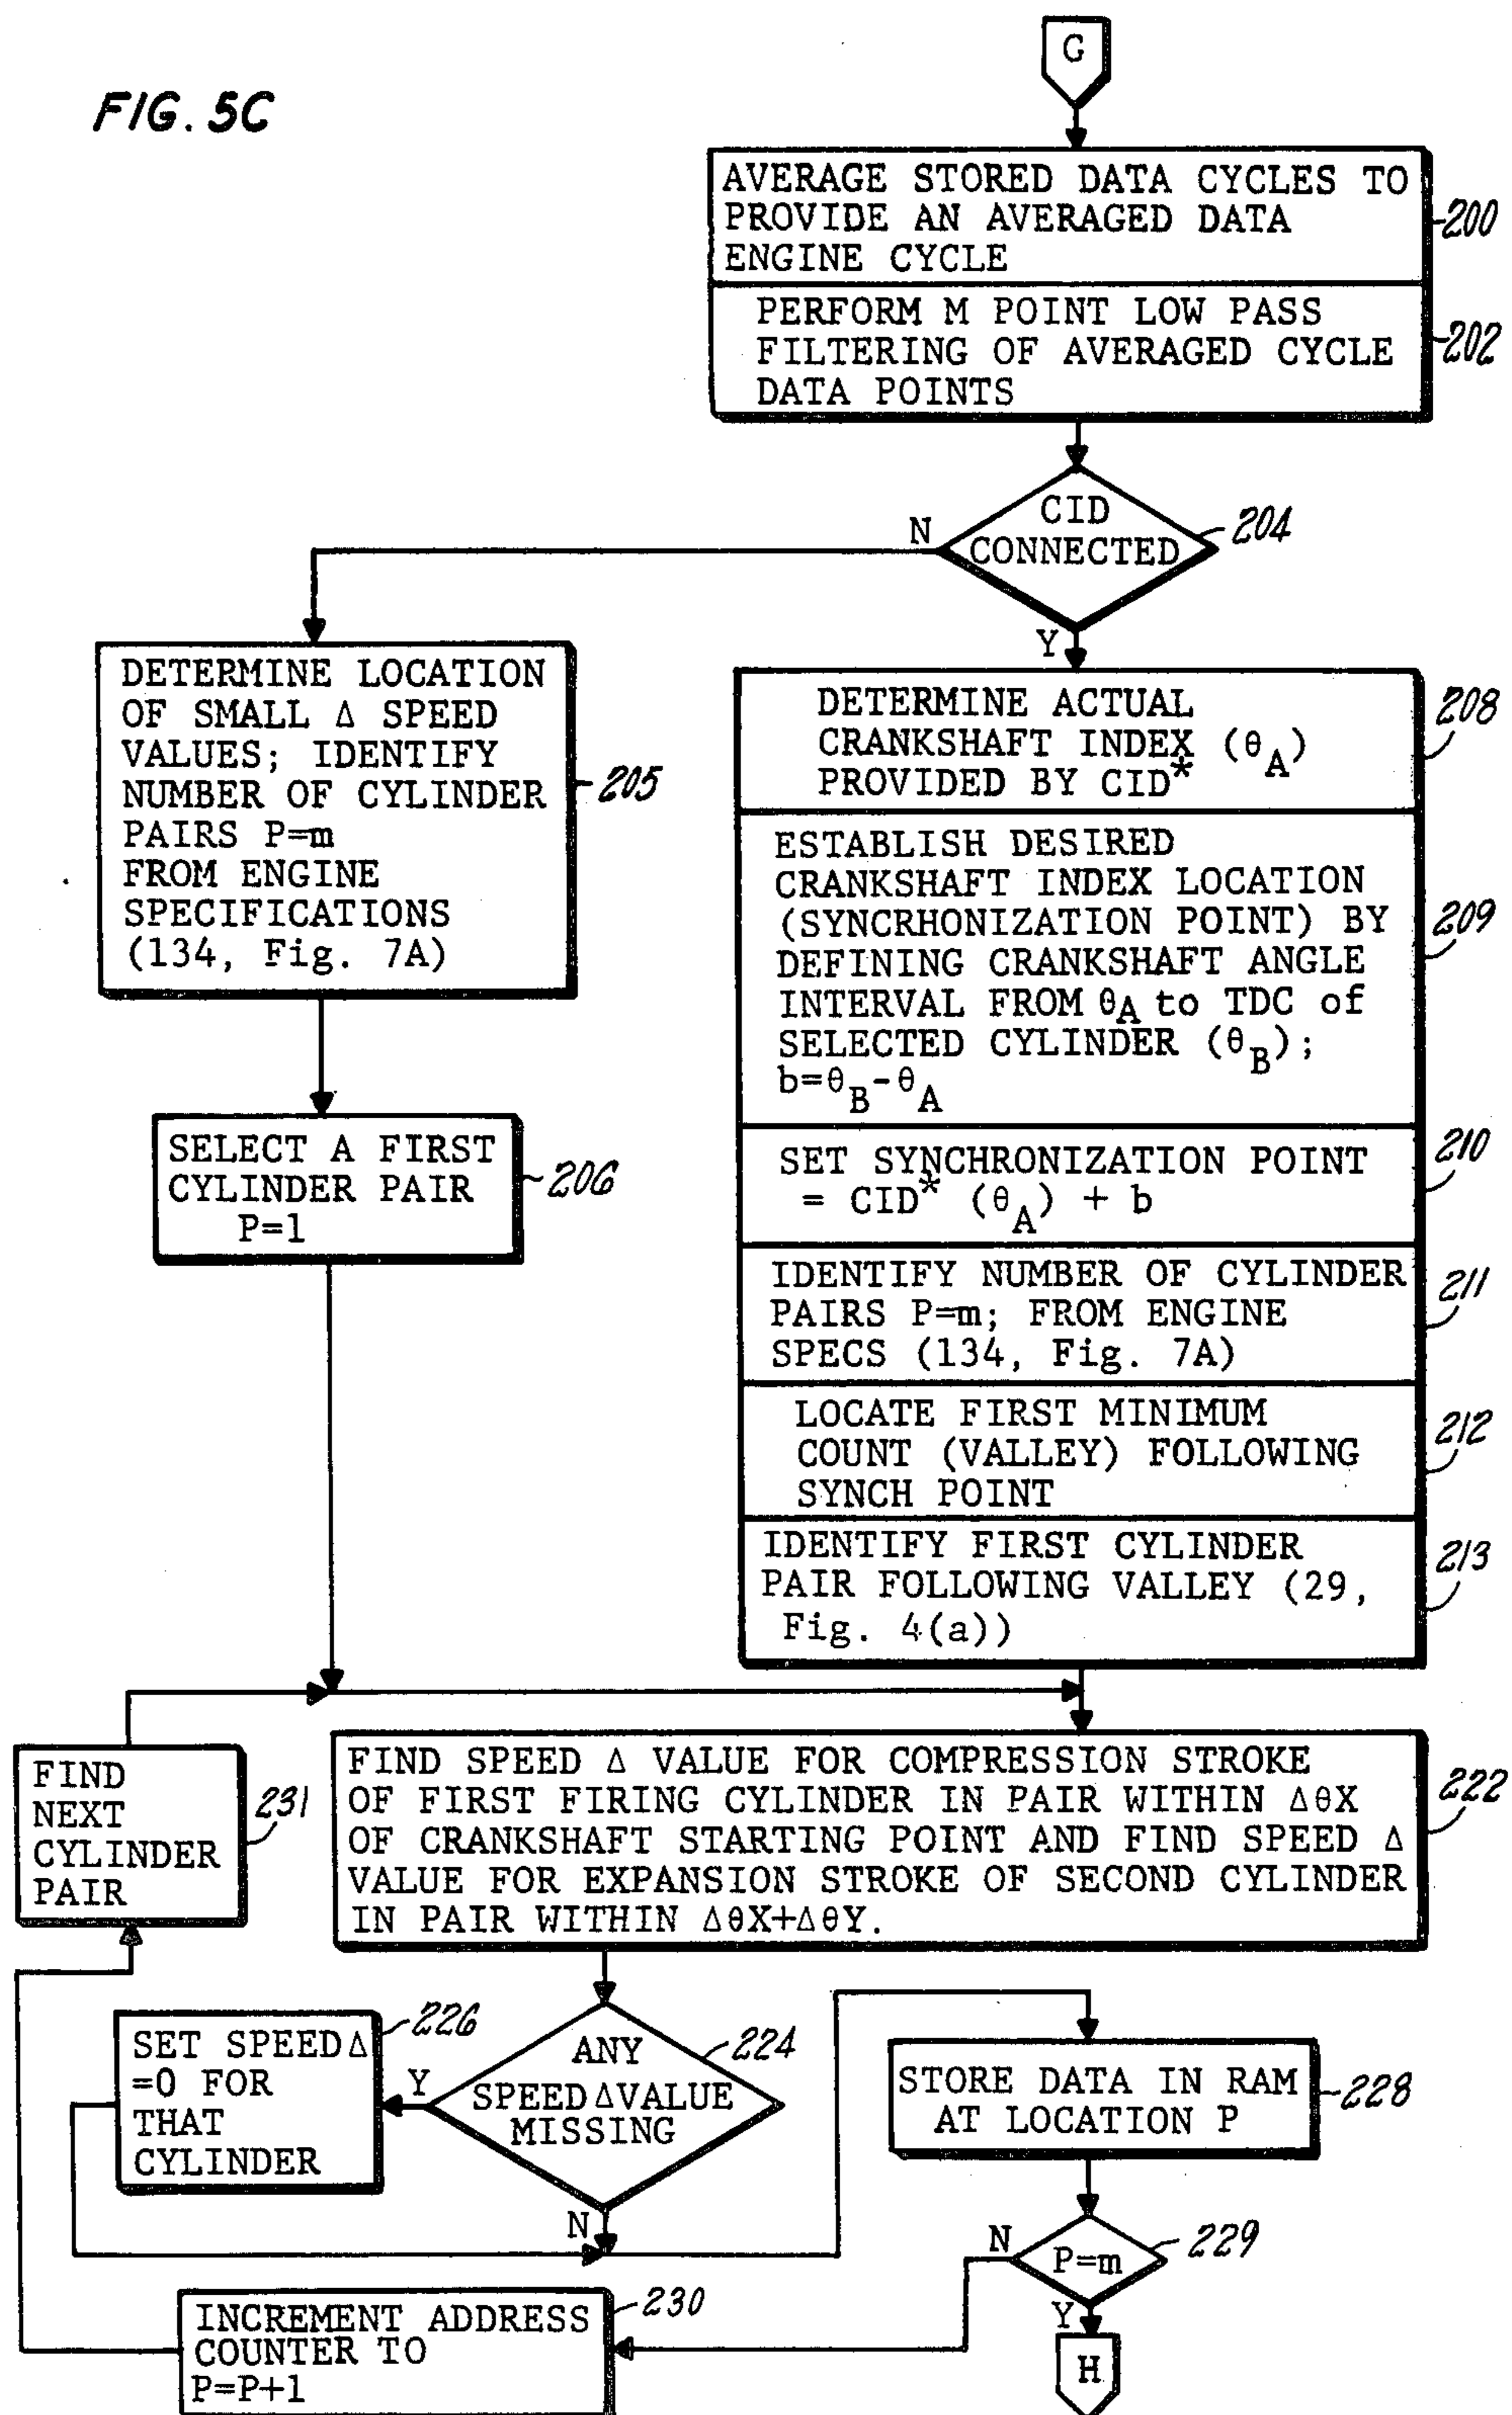 FIG. 5C
G
AVERAGE STORED DATA CYCLES TO
PROVIDE AN AVERAGED DATA
ENGINE CYCLE
200
PERFORM M POINT LOW PASS
FILTERING OF AVERAGED CYCLE
DATA POINTS
202
CID
CONNECTED
204
N
Y
DETERMINE LOCATION
OF SMALL Δ SPEED
VALUES; IDENTIFY
NUMBER OF CYLINDER
PAIRS P=m
FROM ENGINE
SPECIFICATIONS
(134, Fig. 7A)
205
SELECT A FIRST
CYLINDER PAIR
P=1
206
DETERMINE ACTUAL
CRANKSHAFT INDEX (θA)
PROVIDED BY CID*
208
ESTABLISH DESIRED
CRANKSHAFT INDEX LOCATION
(SYNCRHONIZATION POINT) BY
DEFINING CRANKSHAFT ANGLE
INTERVAL FROM θA to TDC of
SELECTED CYLINDER (θB);
b=θB-θA
209
SET SYNCHRONIZATION POINT
= CID* (θA) + b
210
IDENTIFY NUMBER OF CYLINDER
PAIRS P=m; FROM ENGINE
SPECS (134, Fig. 7A)
211
LOCATE FIRST MINIMUM
COUNT (VALLEY) FOLLOWING
SYNCH POINT
212
IDENTIFY FIRST CYLINDER
PAIR FOLLOWING VALLEY (29,
Fig. 4(a))
213
FIND
NEXT
CYLINDER
PAIR
231
FIND SPEED Δ VALUE FOR COMPRESSION STROKE
OF FIRST FIRING CYLINDER IN PAIR WITHIN ΔθX
OF CRANKSHAFT STARTING POINT AND FIND SPEED Δ
VALUE FOR EXPANSION STROKE OF SECOND CYLINDER
IN PAIR WITHIN ΔθX+ΔθY.
222
SET SPEED Δ
=0 FOR
THAT
CYLINDER
226
Y
ANY
SPEED Δ VALUE
MISSING
224
N
STORE DATA IN RAM
AT LOCATION P
228
N
P=m
229
Y
INCREMENT ADDRESS
COUNTER TO
P=P+1
230
H